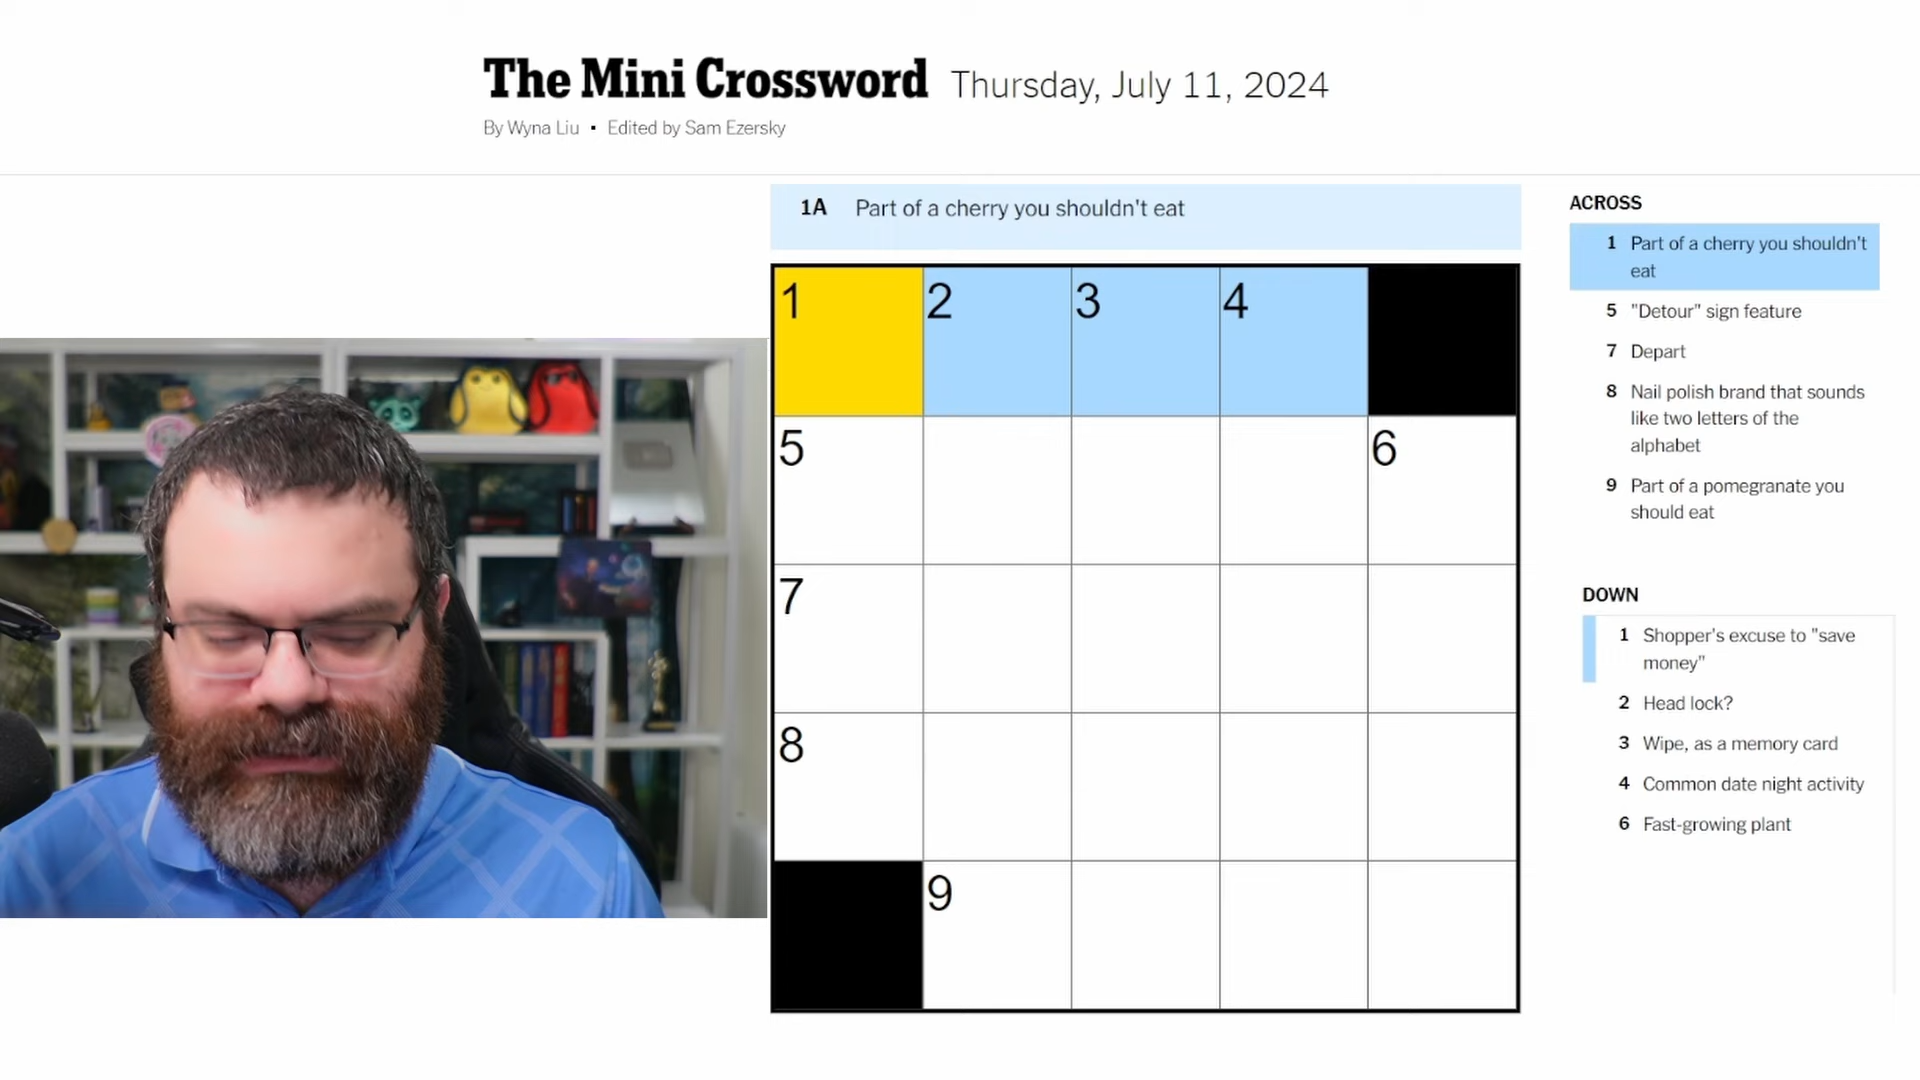 The Mini Crossword Thursday, July 11, 2024
By Wyna Liu • Edited by Sam Ezersky
1A Part of a cherry you shouldn't eat
1 2 3 4
5 6
7
8
9
ACROSS
1 Part of a cherry you shouldn't
eat
5 "Detour" sign feature
7 Depart
8 Nail polish brand that sounds
like two letters of the
alphabet
9 Part of a pomegranate you
should eat
DOWN
1 Shopper's excuse to "save
money"
2 Head lock?
3 Wipe, as a memory card
4 Common date night activity
6 Fast-growing plant